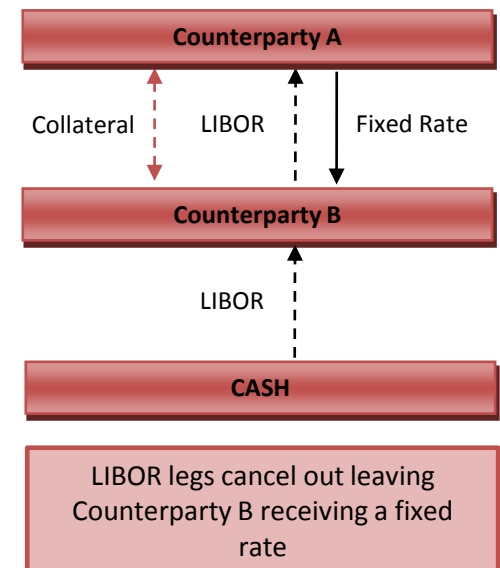 Counterparty A
Collateral LIBOR Fixed Rate
Counterparty B
LIBOR
CASH
LIBOR legs cancel out leaving
Counterparty B receiving a fixed
rate